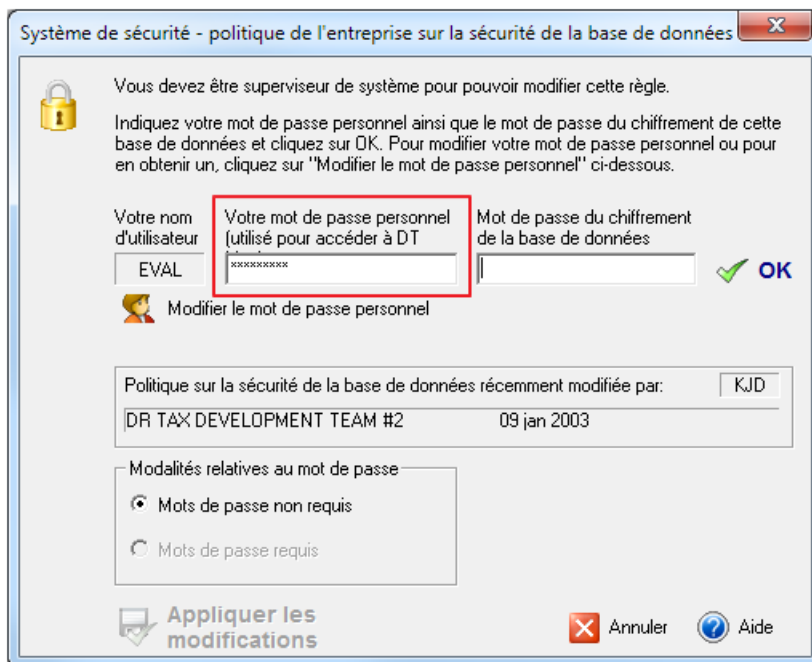 Système de sécurité - politique de l'entreprise sur la sécurité de la base de données
Vous devez être superviseur de système pour pouvoir modifier cette règle.
Indiquez votre mot de passe personnel ainsi que le mot de passe du chiffrement de cette
base de données et cliquez sur OK. Pour modifier votre mot de passe personnel ou pour
en obtenir un, cliquez sur "Modifier le mot de passe personnel" ci-dessous.
Votre nom
d'utilisateur
Votre mot de passe personnel
(utilisé pour accéder à DT
Mot de passe du chiffrement
de la base de données
EVAL
×××××××××
OK
Modifier le mot de passe personnel
Politique sur la sécurité de la base de données récemment modifiée par:
KJD
DR TAX DEVELOPMENT TEAM #2 09 jan 2003
Modalités relatives au mot de passe
Mots de passe non requis
Mots de passe requis
Appliquer les
modifications
Annuler
Aide